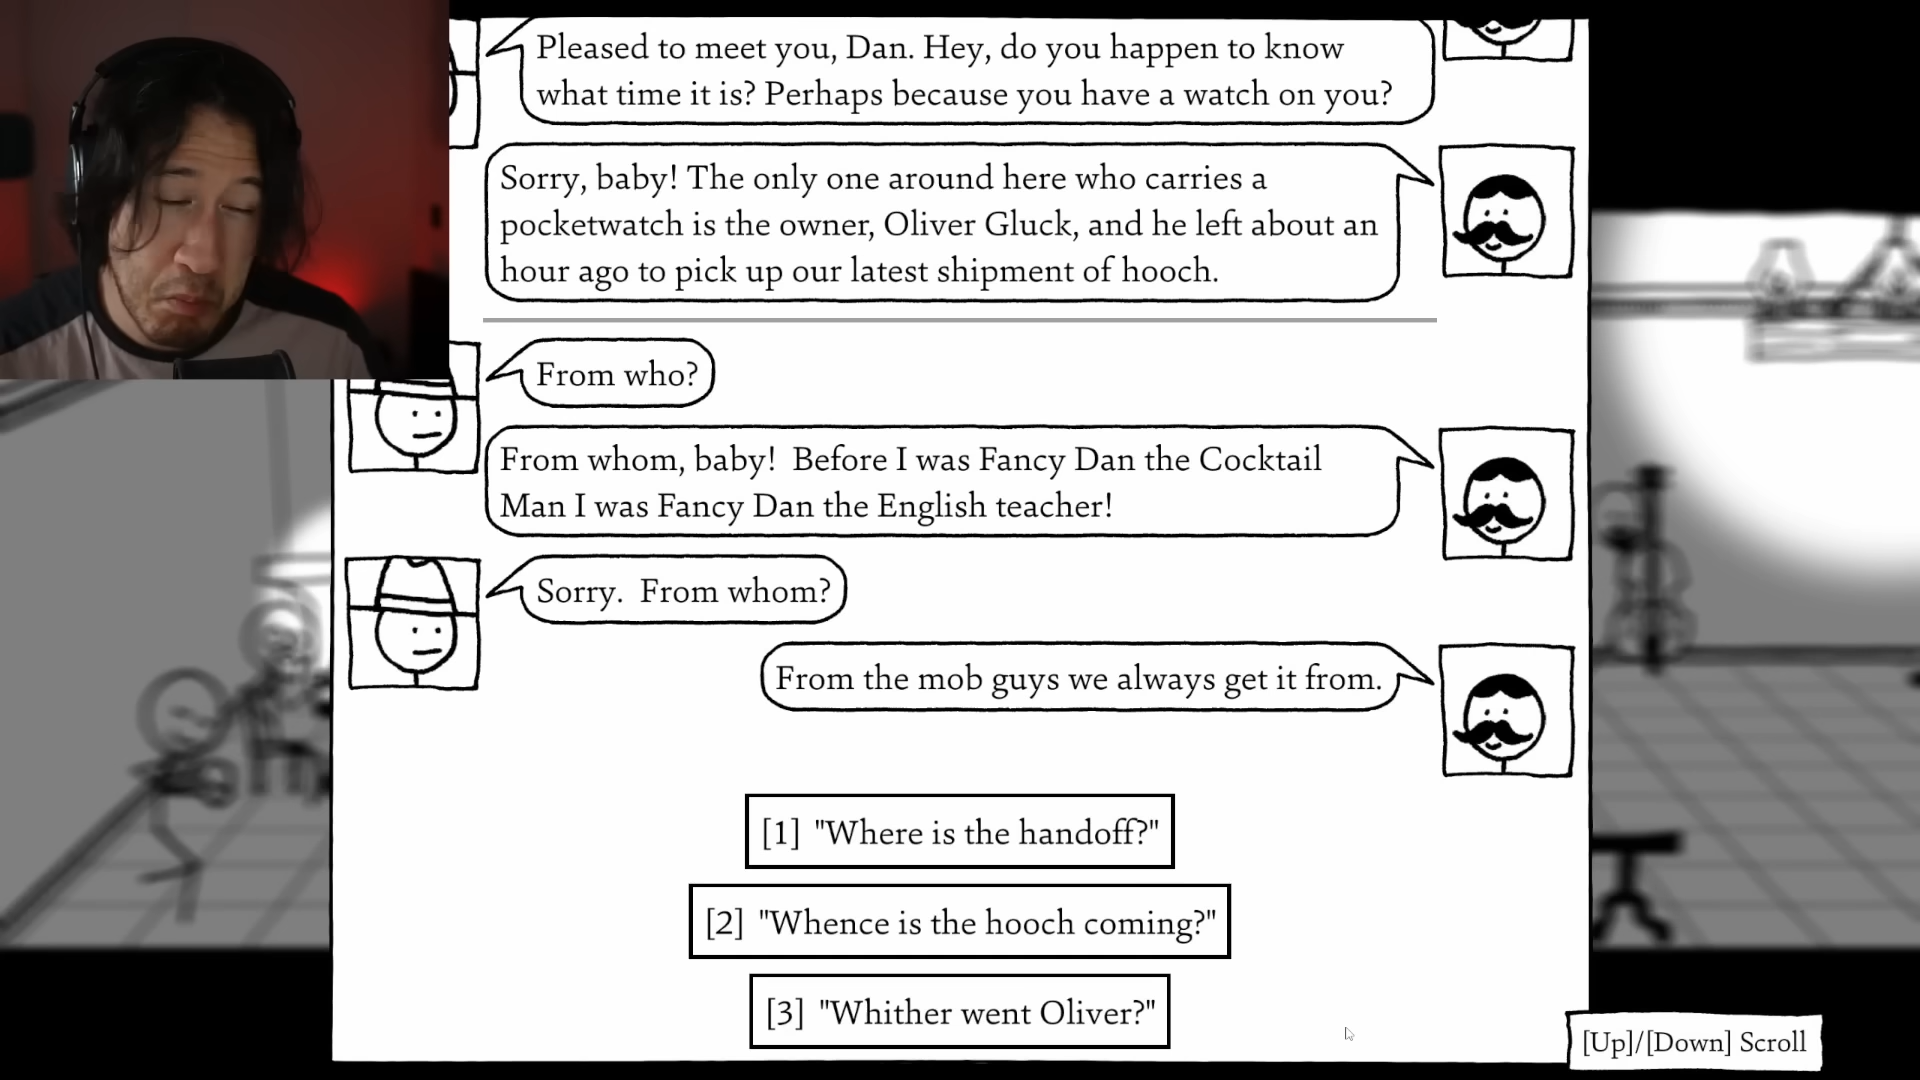 Pleased to meet you, Dan. Hey, do you happen to know
what time it is? Perhaps because you have a watch on you?
Sorry, baby! The only one around here who carries a
pocketwatch is the owner, Oliver Gluck, and he left about an
hour ago to pick up our latest shipment of hooch.
From who?
From whom, baby!  Before I was Fancy Dan the Cocktail
Man I was Fancy Dan the English teacher!
Sorry.  From whom?
From the mob guys we always get it from.
[1] "Where is the handoff?"
[2] "Whence is the hooch coming?"
[3] "Whither went Oliver?"
[Up]/[Down] Scroll